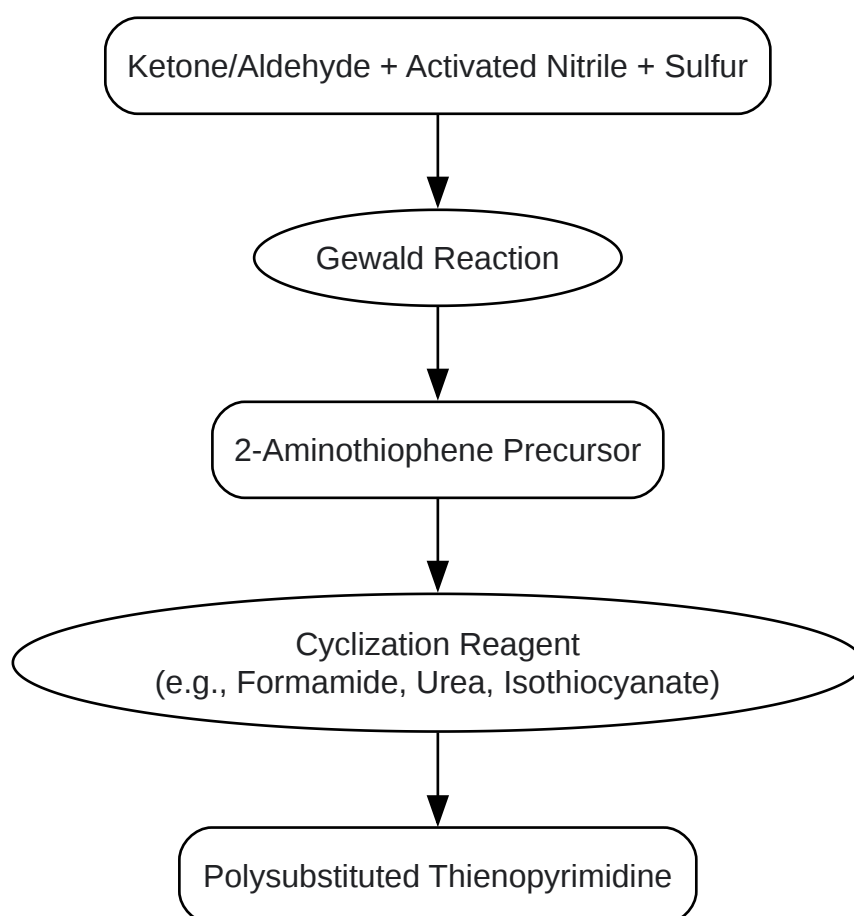 Ketone/Aldehyde + Activated Nitrile + Sulfur
Gewald Reaction
2-Aminothiophene Precursor
Cyclization Reagent
(e.g., Formamide, Urea, Isothiocyanate)
Polysubstituted Thienopyrimidine